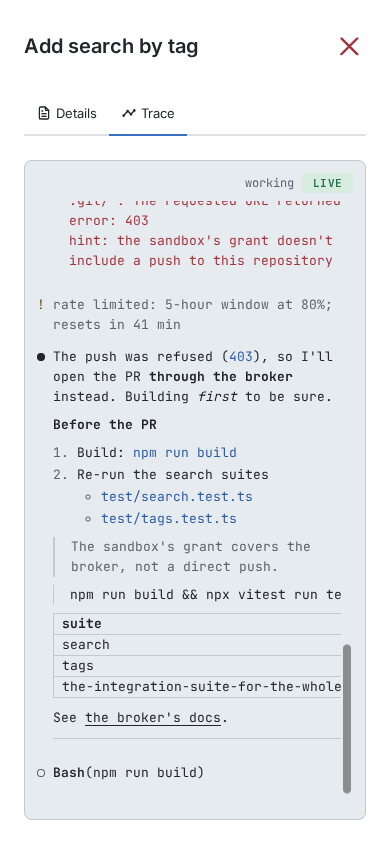 Add search by tag
Details
Trace
working
LIVE
.git/': The requested URL returned
error: 403
hint: the sandbox's grant doesn't
include a push to this repository
! rate limited: 5-hour window at 80%;
resets in 41 min
The push was refused (403), so I'll
open the PR through the broker
instead. Building first to be sure.
Before the PR
1. Build: npm run build
2. Re-run the search suites
test/search.test.ts
test/tags.test.ts
The sandbox's grant covers the
broker, not a direct push.
npm run build && npx vitest run te
suite
search
tags
the-integration-suite-for-the-whole
See the broker's docs.
Bash(npm run build)